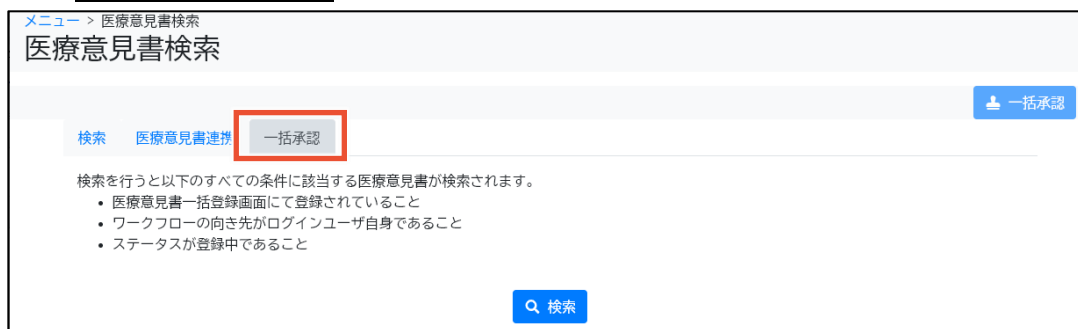 メニュー > 医療意見書検索
医療意見書検索
一括承認
検索 医療意見書連携 一括承認
検索を行うと以下のすべての条件に該当する医療意見書が検索されます。
• 医療意見書一括登録画面にて登録されていること
• ワークフローの向き先がログインユーザ自身であること
• ステータスが登録中であること
検索